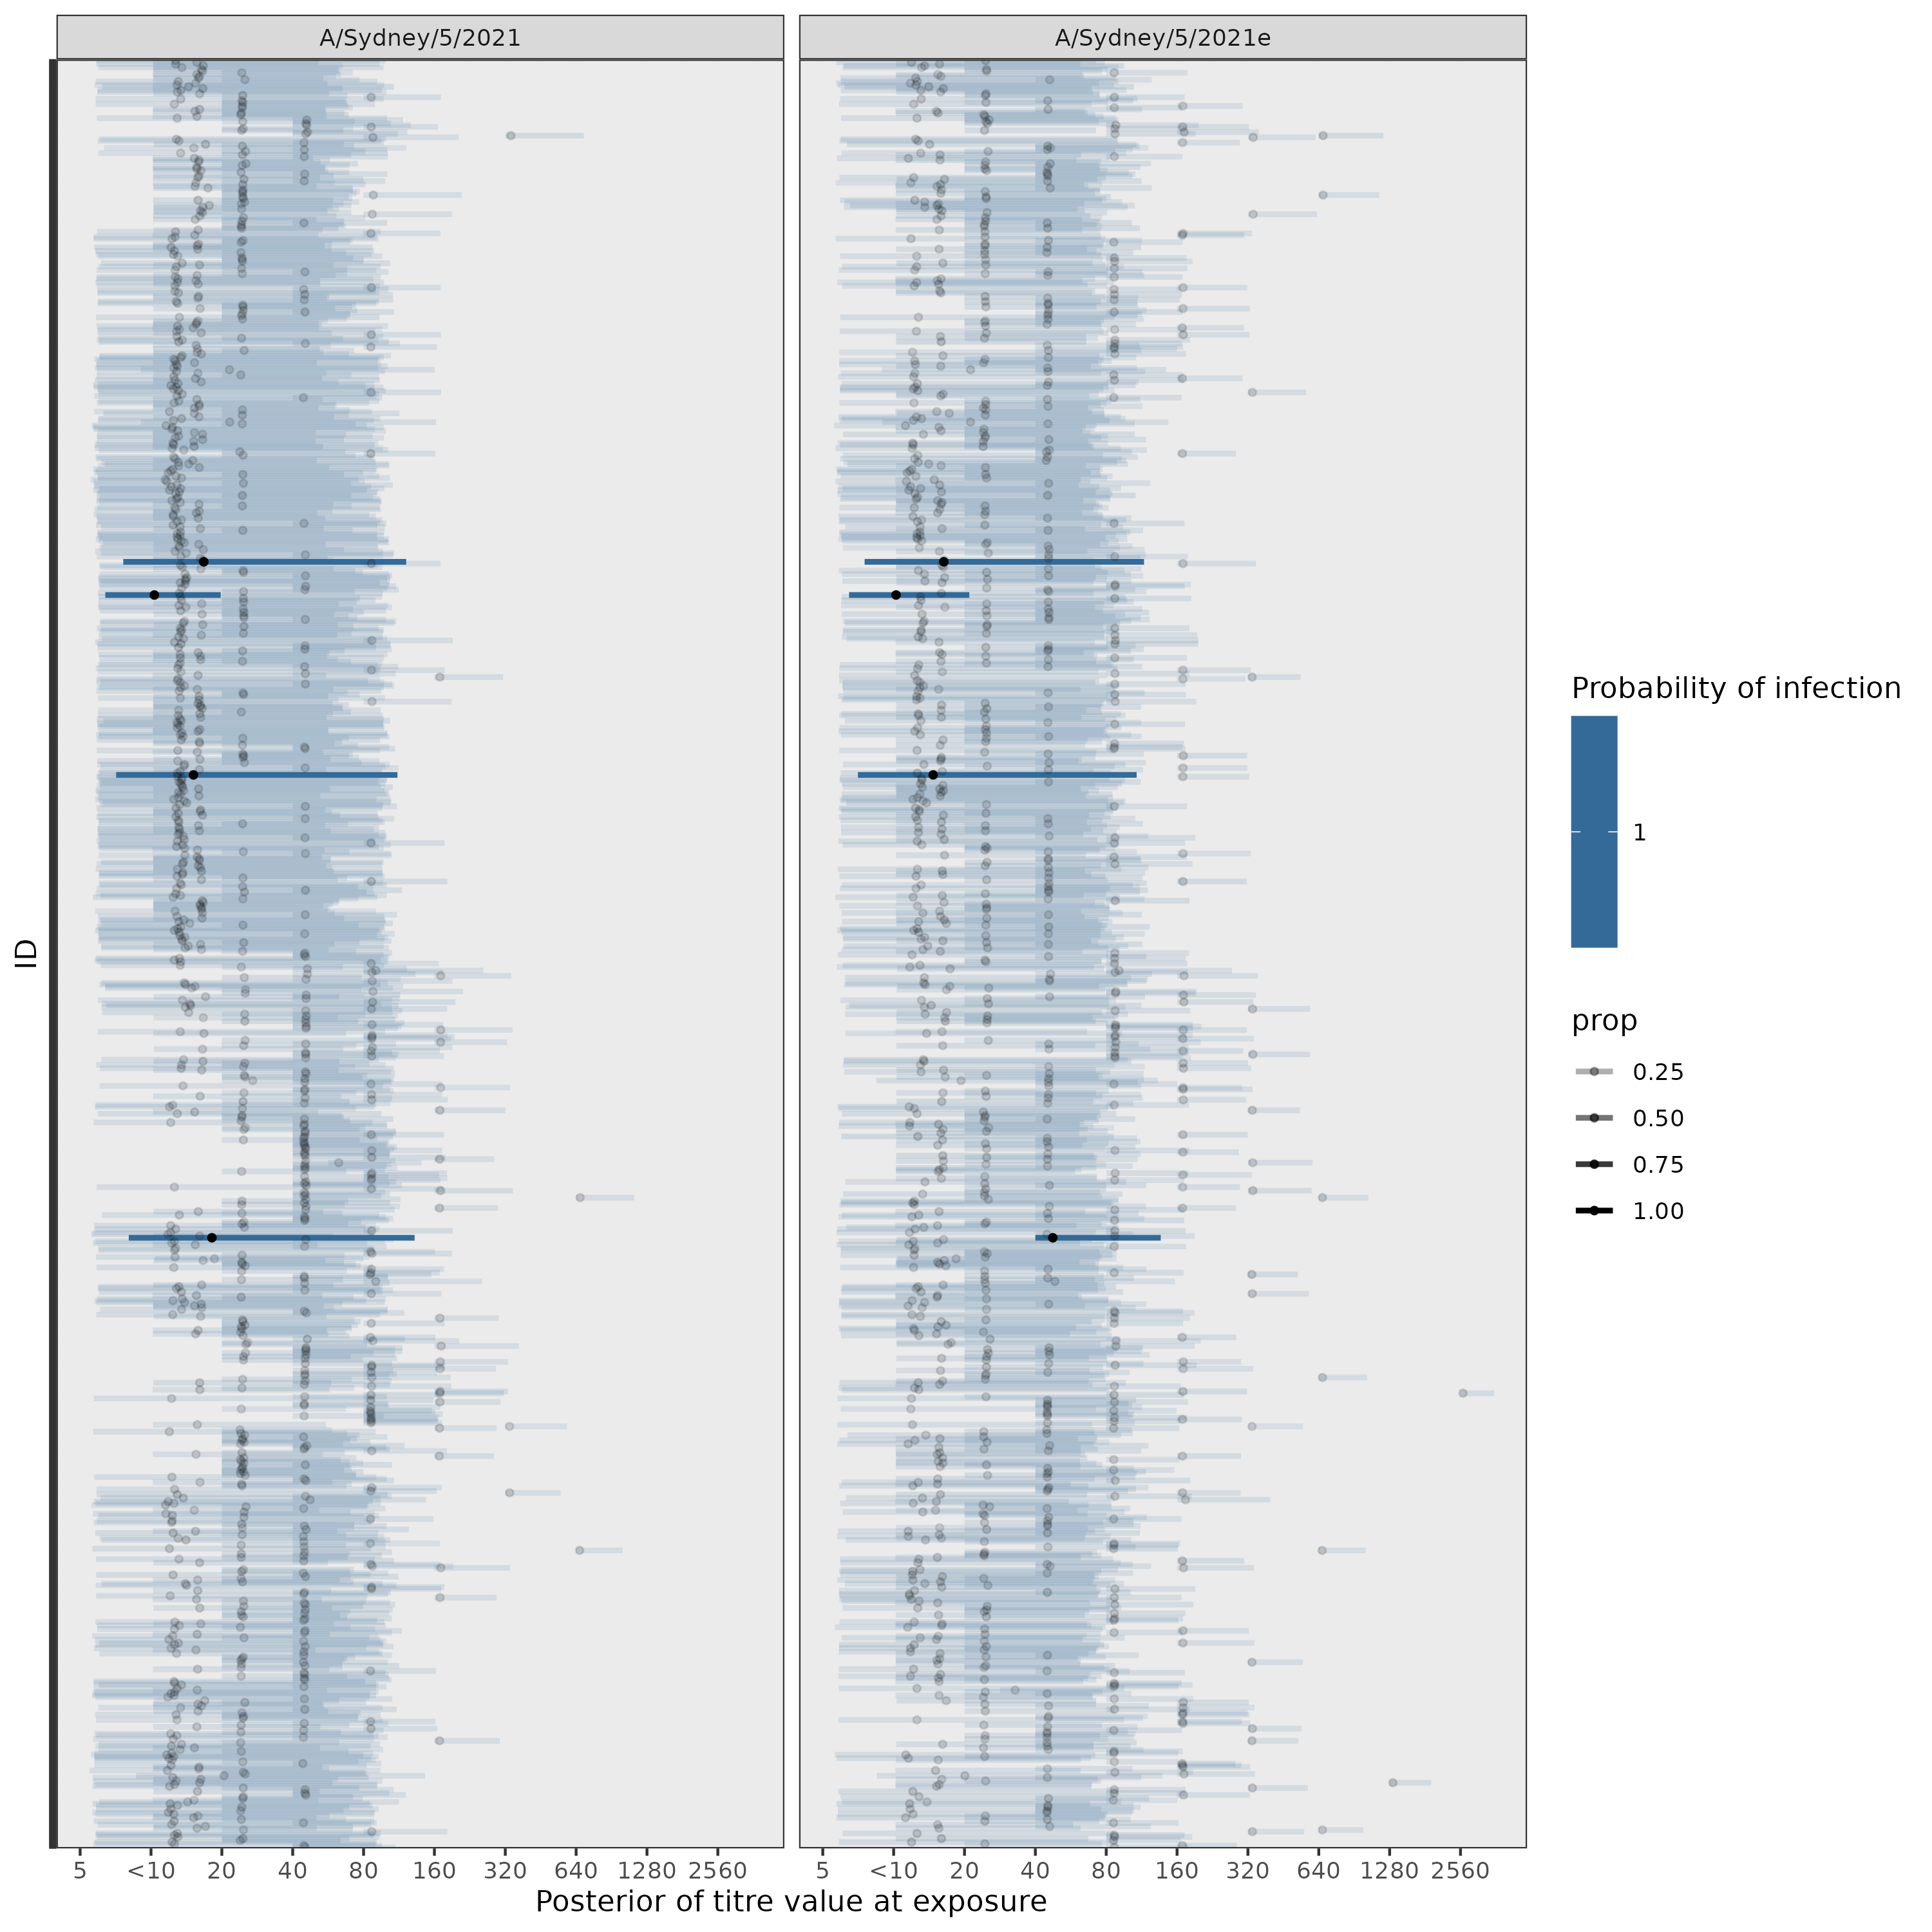 A/Sydney/5/2021 A/Sydney/5/2021e
ID
Probability of infection
1
prop
0.25
0.50
0.75
1.00
5 <10 20 40 80 160 320 640 1280 2560 5 <10 20 40 80 160 320 640 1280 2560
Posterior of titre value at exposure